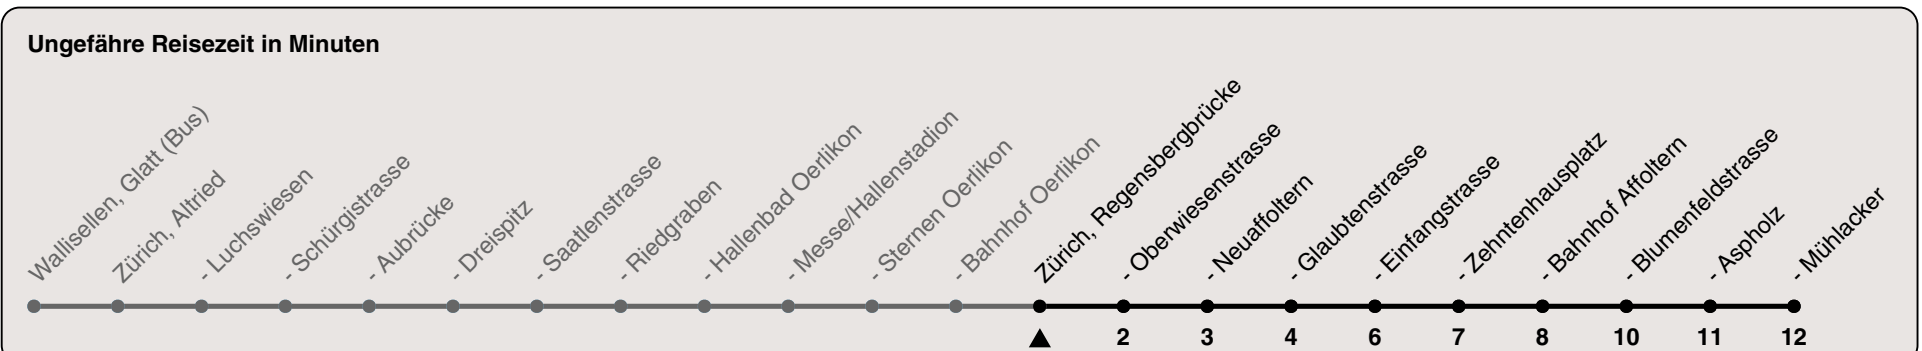 Ungefähre Reisezeit in Minuten
Wallisellen, Glatt (Bus)
Zürich, Altried
- Luchswiesen
- Schürgistrasse
- Aubrücke
- Dreispitz
- Saatlenstrasse
- Riedgraben
- Hallenbad Oerlikon
- Messe/Hallenstadion
- Sternen Oerlikon
- Bahnhof Oerlikon
Zürich, Regensbergbrücke
- Oberwiesenstrasse
- Neuaffoltern
- Glaubtenstrasse
- Einfangstrasse
- Zehntenhausplatz
- Bahnhof Affoltern
- Blumenfeldstrasse
- Aspholz
- Mühlacker
2 3 4 6 7 8 10 11 12